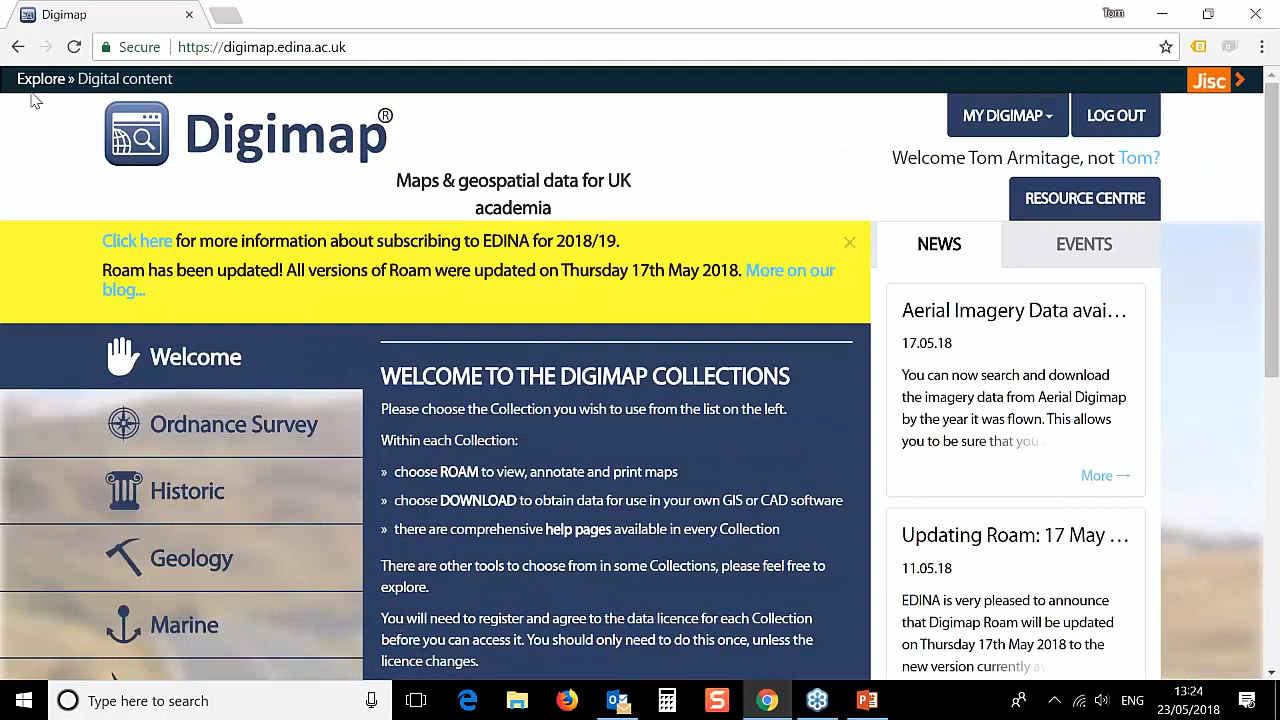 Digimap
Tom
Secure
https://digimap.edina.ac.uk
Explore » Digital content
Jisc
Digimap®
Maps & geospatial data for UK
academia
MY DIGIMAP
LOG OUT
Welcome Tom Armitage, not Tom?
RESOURCE CENTRE
Click here for more information about subscribing to EDINA for 2018/19.
Roam has been updated! All versions of Roam were updated on Thursday 17th May 2018. More on our
blog...
Welcome
Ordnance Survey
Historic
Geology
Marine
WELCOME TO THE DIGIMAP COLLECTIONS
Please choose the Collection you wish to use from the list on the left.
Within each Collection:
» choose ROAM to view, annotate and print maps
» choose DOWNLOAD to obtain data for use in your own GIS or CAD software
» there are comprehensive help pages available in every Collection
There are other tools to choose from in some Collections, please feel free to
explore.
You will need to register and agree to the data licence for each Collection
before you can access it. You should only need to do this once, unless the
licence changes.
NEWS
EVENTS
Aerial Imagery Data avai…
17.05.18
You can now search and download
the imagery data from Aerial Digimap
by the year it was flown. This allows
you to be sure that you
More →
Updating Roam: 17 May …
11.05.18
EDINA is very pleased to announce
that Digimap Roam will be updated
on Thursday 17th May 2018 to the
new version currently
Type here to search
ENG
13:24
23/05/2018